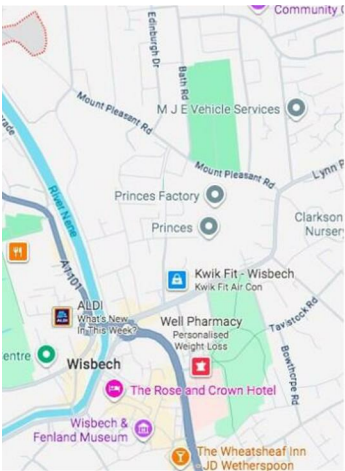 Community C
Edinburgh Dr
Bath Rd
M J E Vehicle Services
Mount Pleasant Rd
Mount Pleasant Rd
Lynn R
Princes Factory
River Nene
Princes
Clarkson
Nursery
A1101
Kwik Fit - Wisbech
Kwik Fit Air Con
ALDI
What's New
In This Week?
ALDI
Well Pharmacy
Personalised
Weight Loss
Tavistock Rd
entre
Wisbech
Bowthorpe Rd
The Rose and Crown Hotel
Wisbech &
Fenland Museum
The Wheatsheaf Inn
JD Wetherspoon